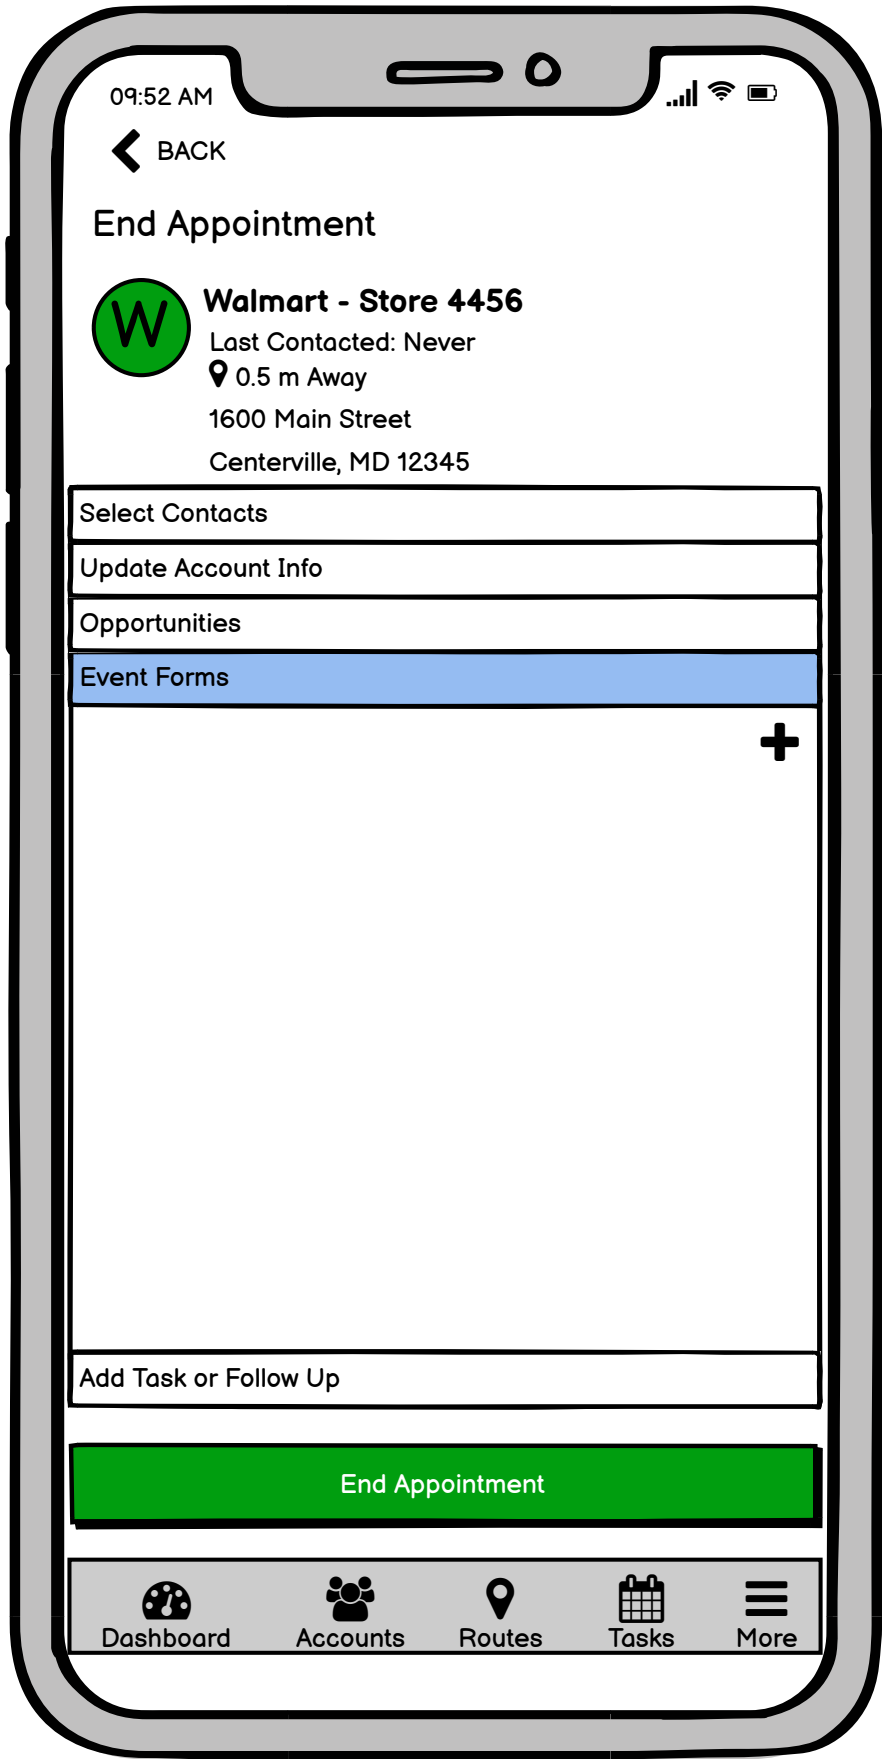 09:52 AM
BACK
End Appointment
W
Walmart - Store 4456
Last Contacted: Never
0.5 m Away
1600 Main Street
Centerville, MD 12345
Select Contacts
Update Account Info
Opportunities
Event Forms
Add Task or Follow Up
End Appointment
Dashboard Accounts Routes Tasks More